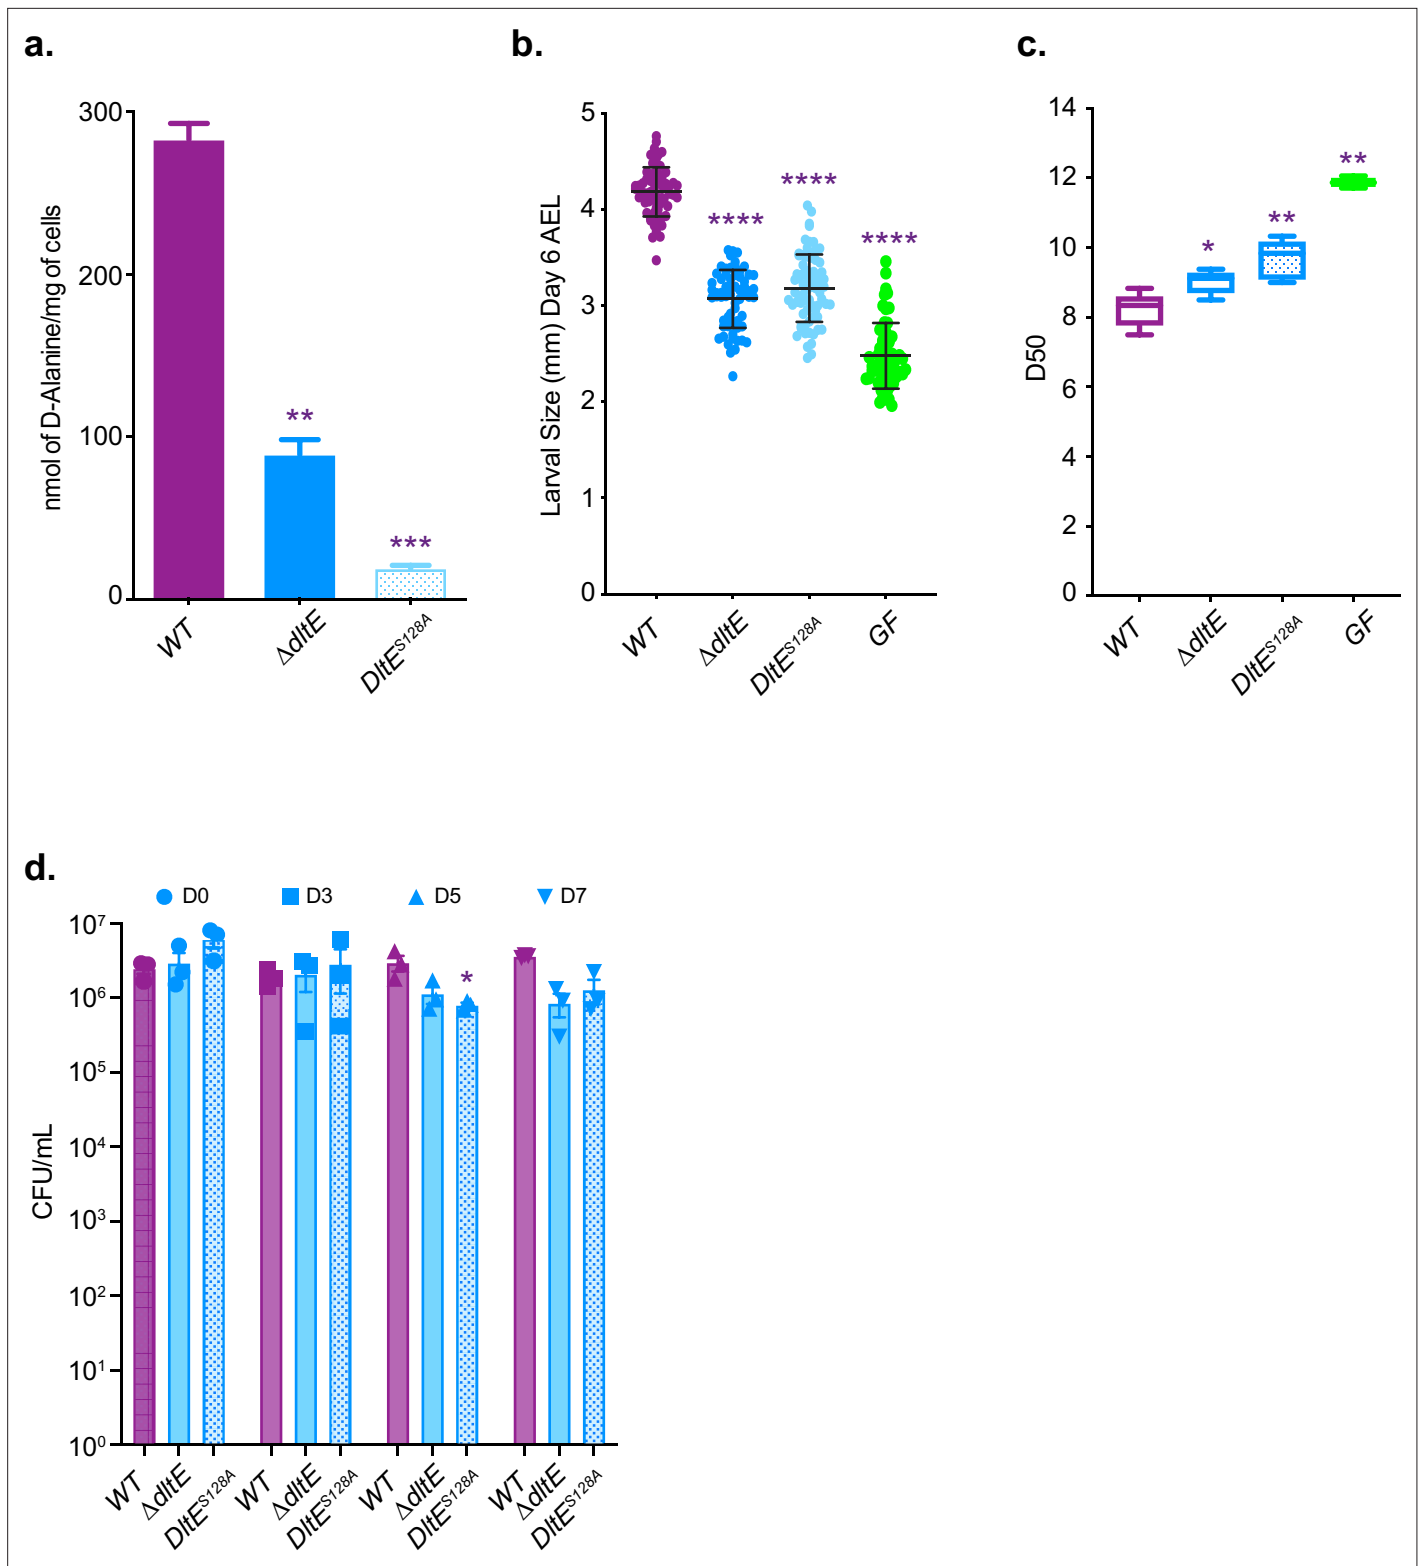 a.
300
200
100
0
nmol of D-Alanine/mg of cells
**
***
WT
ΔdltE
DltE^S128A
b.
5
4
3
2
1
0
Larval Size (mm) Day 6 AEL
****
****
****
WT
ΔdltE
DltE^S128A
GF
c.
14
12
10
8
6
4
2
0
D50
*
**
**
WT
ΔdltE
DltE^S128A
GF
d.
D0 D3 D5 D7
10^7
10^6
10^5
10^4
10^3
10^2
10^1
10^0
CFU/mL
*
WT ΔdltE DltE^S128A WT ΔdltE DltE^S128A WT ΔdltE DltE^S128A WT ΔdltE DltE^S128A